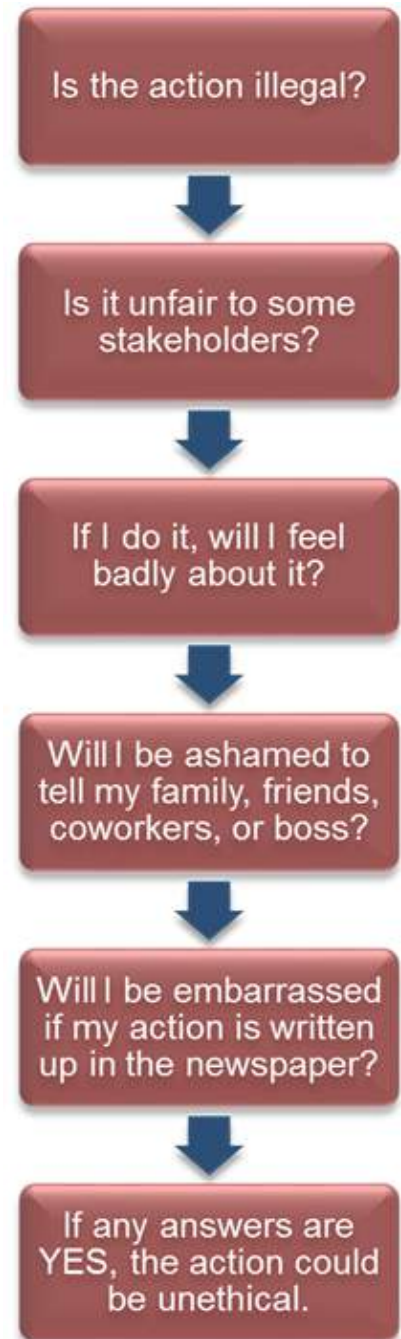 Is the action illegal?
Is it unfair to some
stakeholders?
If I do it, will I feel
badly about it?
Will I be ashamed to
tell my family, friends,
coworkers, or boss?
Will I be embarrassed
if my action is written
up in the newspaper?
If any answers are
YES, the action could
be unethical.